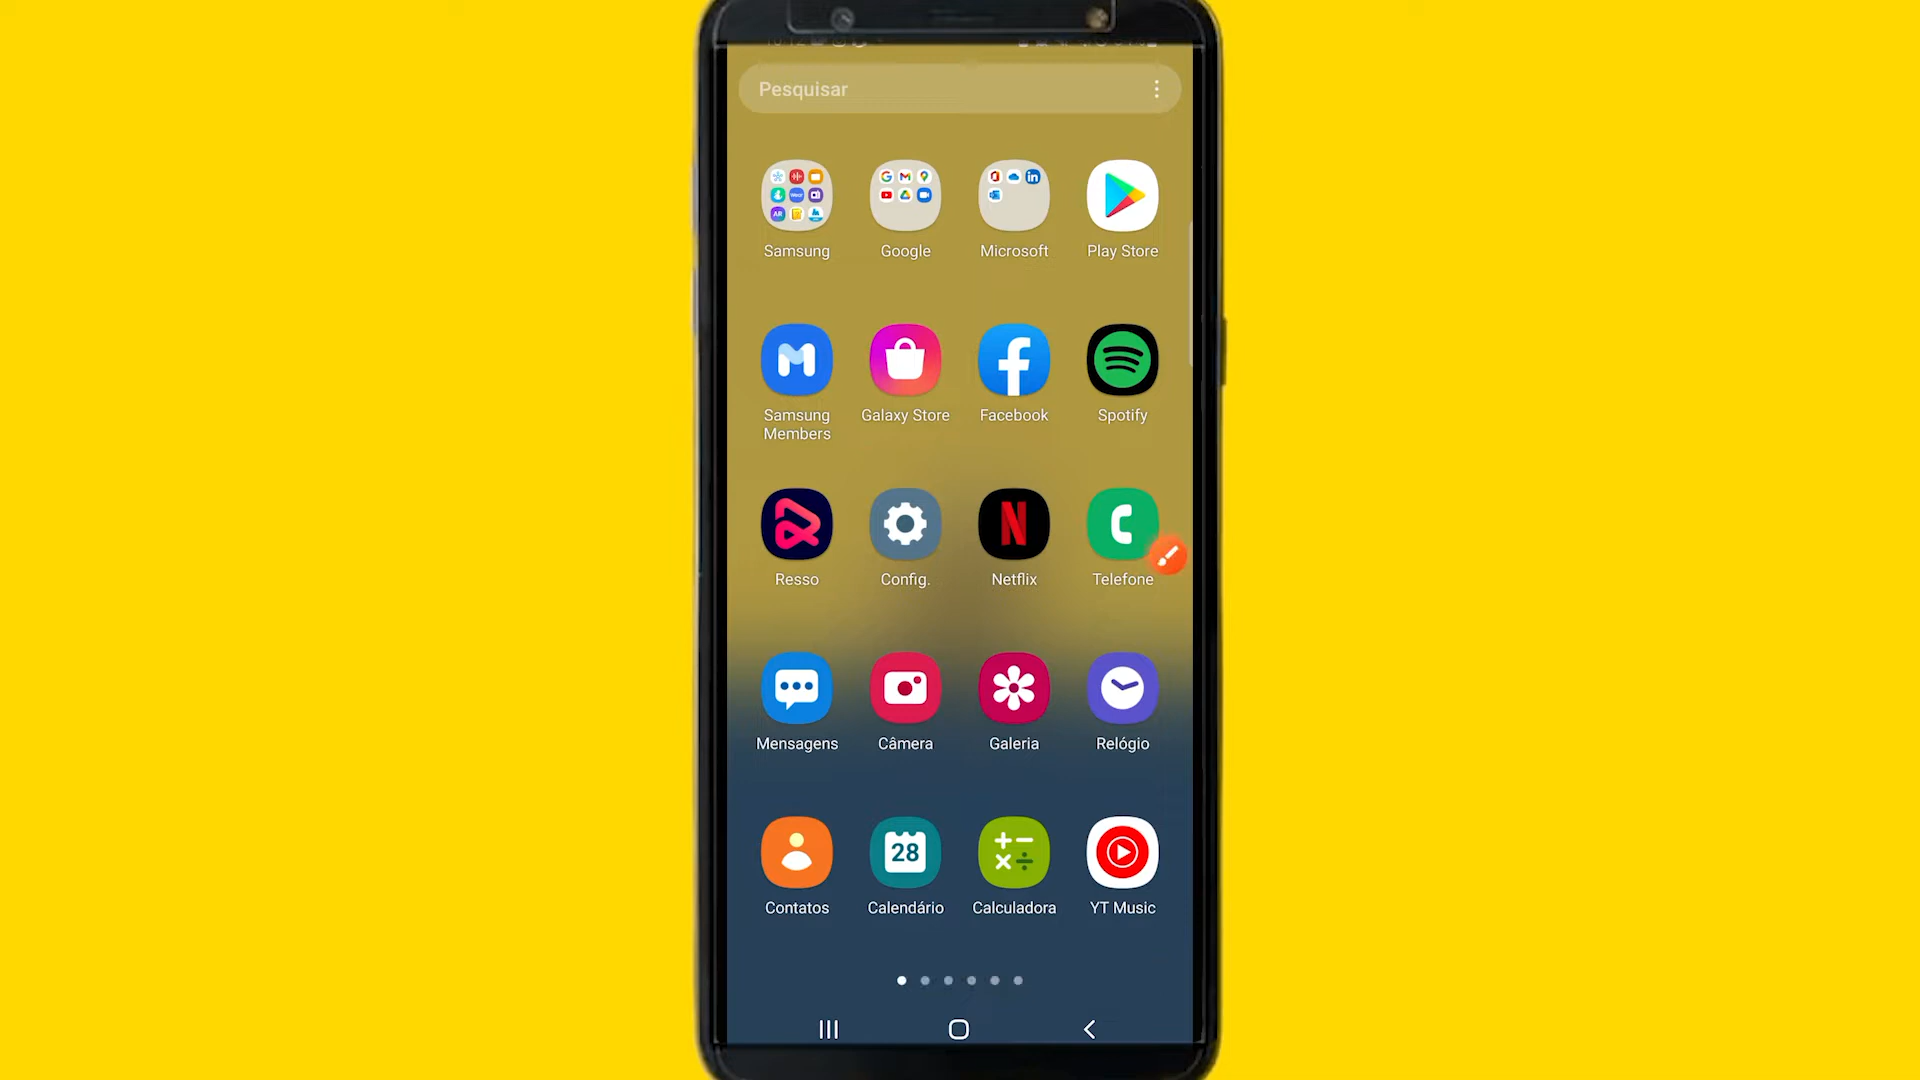 Pesquisar
Samsung
Google
Microsoft
Play Store
Samsung
Members
Galaxy Store
Facebook
Spotify
Resso
Config.
Netflix
Telefone
Mensagens
Câmera
Galeria
Relógio
28
Contatos
Calendário
Calculadora
YT Music